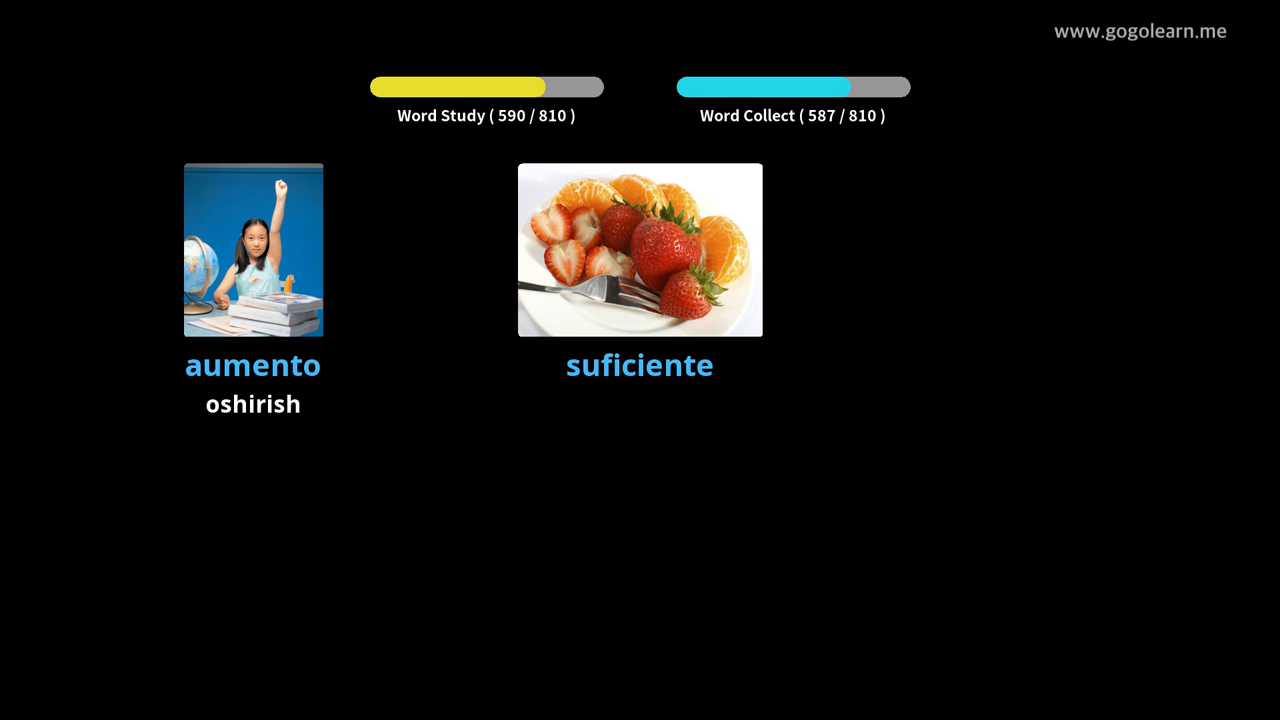 www.gogolearn.me
Word Study ( 590 / 810 )
Word Collect ( 587 / 810 )
aumento
oshirish
suficiente